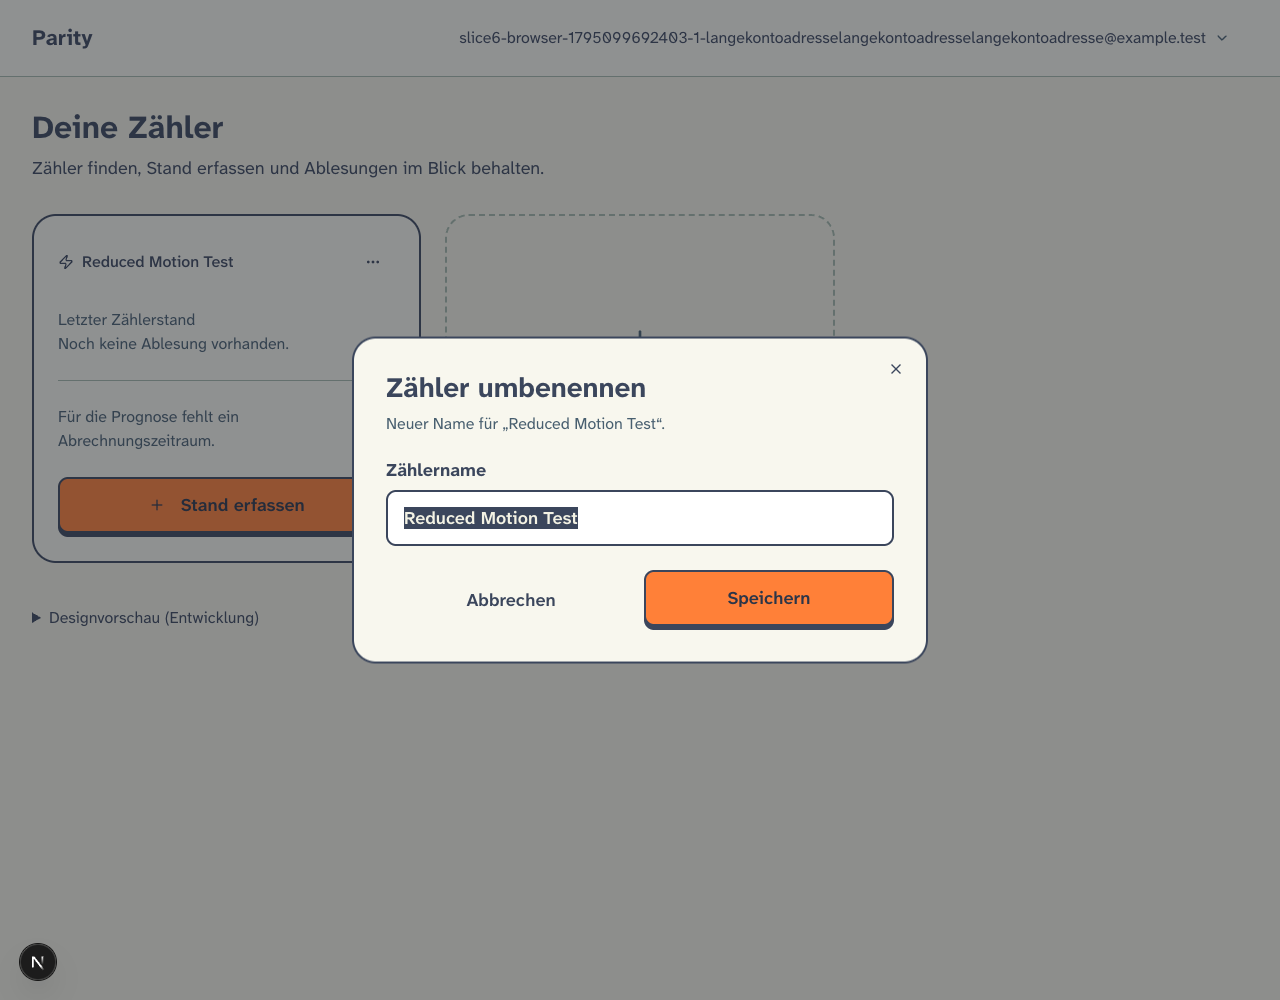 Parity
slice6-browser-1795099692403-1-langekontoadresselangekontoadresselangekontoadresse@example.test
Deine Zähler
Zähler finden, Stand erfassen und Ablesungen im Blick behalten.
Reduced Motion Test
Letzter Zählerstand
Noch keine Ablesung vorhanden.
Für die Prognose fehlt ein
Abrechnungszeitraum.
Stand erfassen
Designvorschau (Entwicklung)
Zähler umbenennen
Neuer Name für „Reduced Motion Test“.
Zählername
Reduced Motion Test
Abbrechen
Speichern
N